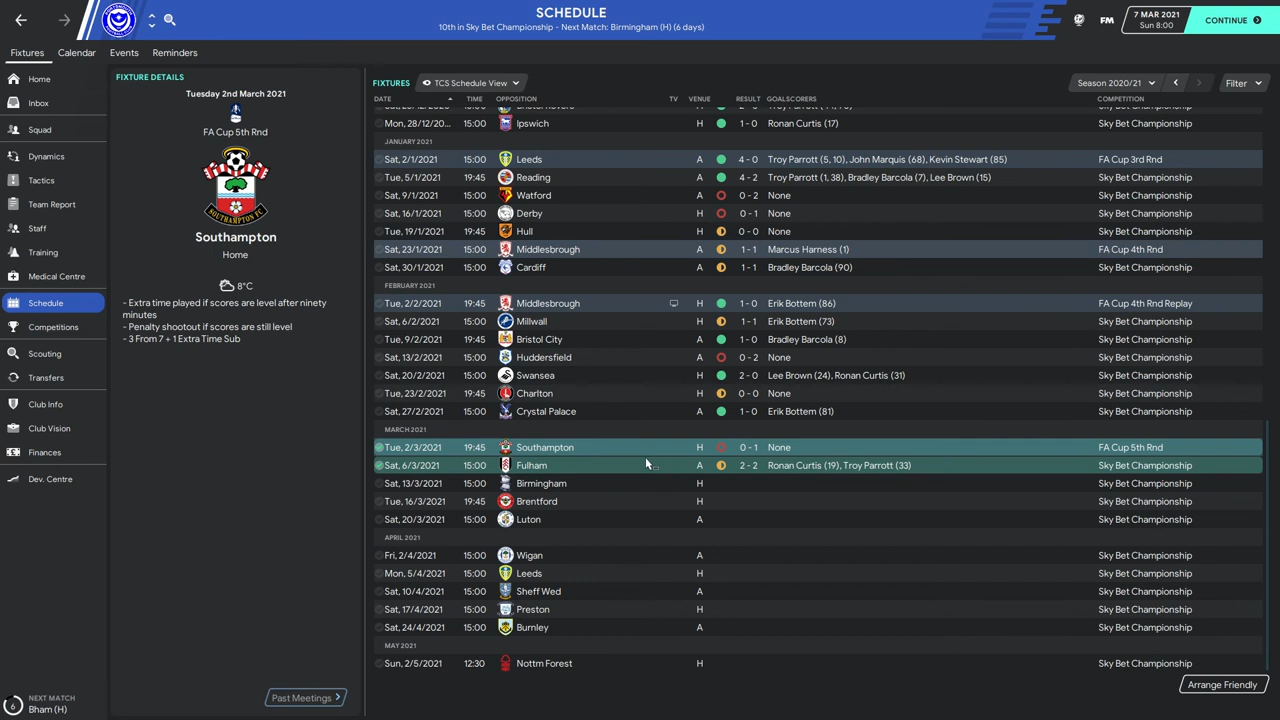 SCHEDULE
10th in Sky Bet Championship - Next Match: Birmingham (H) (6 days)
FM
7 MAR 2021
Sun 8:00
CONTINUE
Fixtures Calendar Events Reminders
Home
Inbox
Squad
Dynamics
Tactics
Team Report
Staff
Training
Medical Centre
Schedule
Competitions
Scouting
Transfers
Club Info
Club Vision
Finances
Dev. Centre
6 NEXT MATCH
Bham (H)
FIXTURE DETAILS
Tuesday 2nd March 2021
FA Cup 5th Rnd
Southampton
Home
8°C
- Extra time played if scores are level after ninety
minutes
- Penalty shootout if scores are still level
- 3 From 7 + 1 Extra Time Sub
Past Meetings
FIXTURES TCS Schedule View Season 2020/21 Filter
DATE TIME OPPOSITION TV VENUE RESULT GOALSCORERS COMPETITION
Mon, 28/12/20... 15:00 Ipswich H 1 - 0 Ronan Curtis (17) Sky Bet Championship
JANUARY 2021
Sat, 2/1/2021 15:00 Leeds A 4 - 0 Troy Parrott (5, 10), John Marquis (68), Kevin Stewart (85) FA Cup 3rd Rnd
Tue, 5/1/2021 19:45 Reading A 4 - 2 Troy Parrott (1, 38), Bradley Barcola (7), Lee Brown (15) Sky Bet Championship
Sat, 9/1/2021 15:00 Watford A 0 - 2 None Sky Bet Championship
Sat, 16/1/2021 15:00 Derby H 0 - 1 None Sky Bet Championship
Tue, 19/1/2021 19:45 Hull H 0 - 0 None Sky Bet Championship
Sat, 23/1/2021 15:00 Middlesbrough A 1 - 1 Marcus Harness (1) FA Cup 4th Rnd
Sat, 30/1/2021 15:00 Cardiff A 1 - 1 Bradley Barcola (90) Sky Bet Championship
FEBRUARY 2021
Tue, 2/2/2021 19:45 Middlesbrough H 1 - 0 Erik Bottem (86) FA Cup 4th Rnd Replay
Sat, 6/2/2021 15:00 Millwall H 1 - 1 Erik Bottem (73) Sky Bet Championship
Tue, 9/2/2021 19:45 Bristol City A 1 - 0 Bradley Barcola (8) Sky Bet Championship
Sat, 13/2/2021 15:00 Huddersfield A 0 - 2 None Sky Bet Championship
Sat, 20/2/2021 15:00 Swansea H 2 - 0 Lee Brown (24), Ronan Curtis (31) Sky Bet Championship
Tue, 23/2/2021 19:45 Charlton H 0 - 0 None Sky Bet Championship
Sat, 27/2/2021 15:00 Crystal Palace A 1 - 0 Erik Bottem (81) Sky Bet Championship
MARCH 2021
Tue, 2/3/2021 19:45 Southampton H 0 - 1 None FA Cup 5th Rnd
Sat, 6/3/2021 15:00 Fulham A 2 - 2 Ronan Curtis (19), Troy Parrott (33) Sky Bet Championship
Sat, 13/3/2021 15:00 Birmingham H Sky Bet Championship
Tue, 16/3/2021 19:45 Brentford H Sky Bet Championship
Sat, 20/3/2021 15:00 Luton A Sky Bet Championship
APRIL 2021
Fri, 2/4/2021 15:00 Wigan A Sky Bet Championship
Mon, 5/4/2021 15:00 Leeds H Sky Bet Championship
Sat, 10/4/2021 15:00 Sheff Wed A Sky Bet Championship
Sat, 17/4/2021 15:00 Preston H Sky Bet Championship
Sat, 24/4/2021 15:00 Burnley A Sky Bet Championship
MAY 2021
Sun, 2/5/2021 12:30 Nottm Forest H Sky Bet Championship
Arrange Friendly